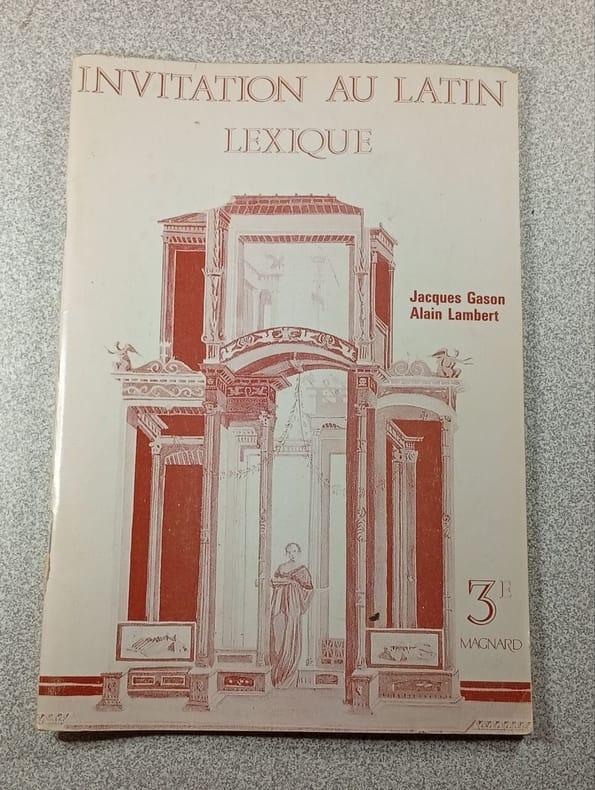 INVITATION AU LATIN
LEXIQUE
Jacques Gason
Alain Lambert
3E
MAGNARD